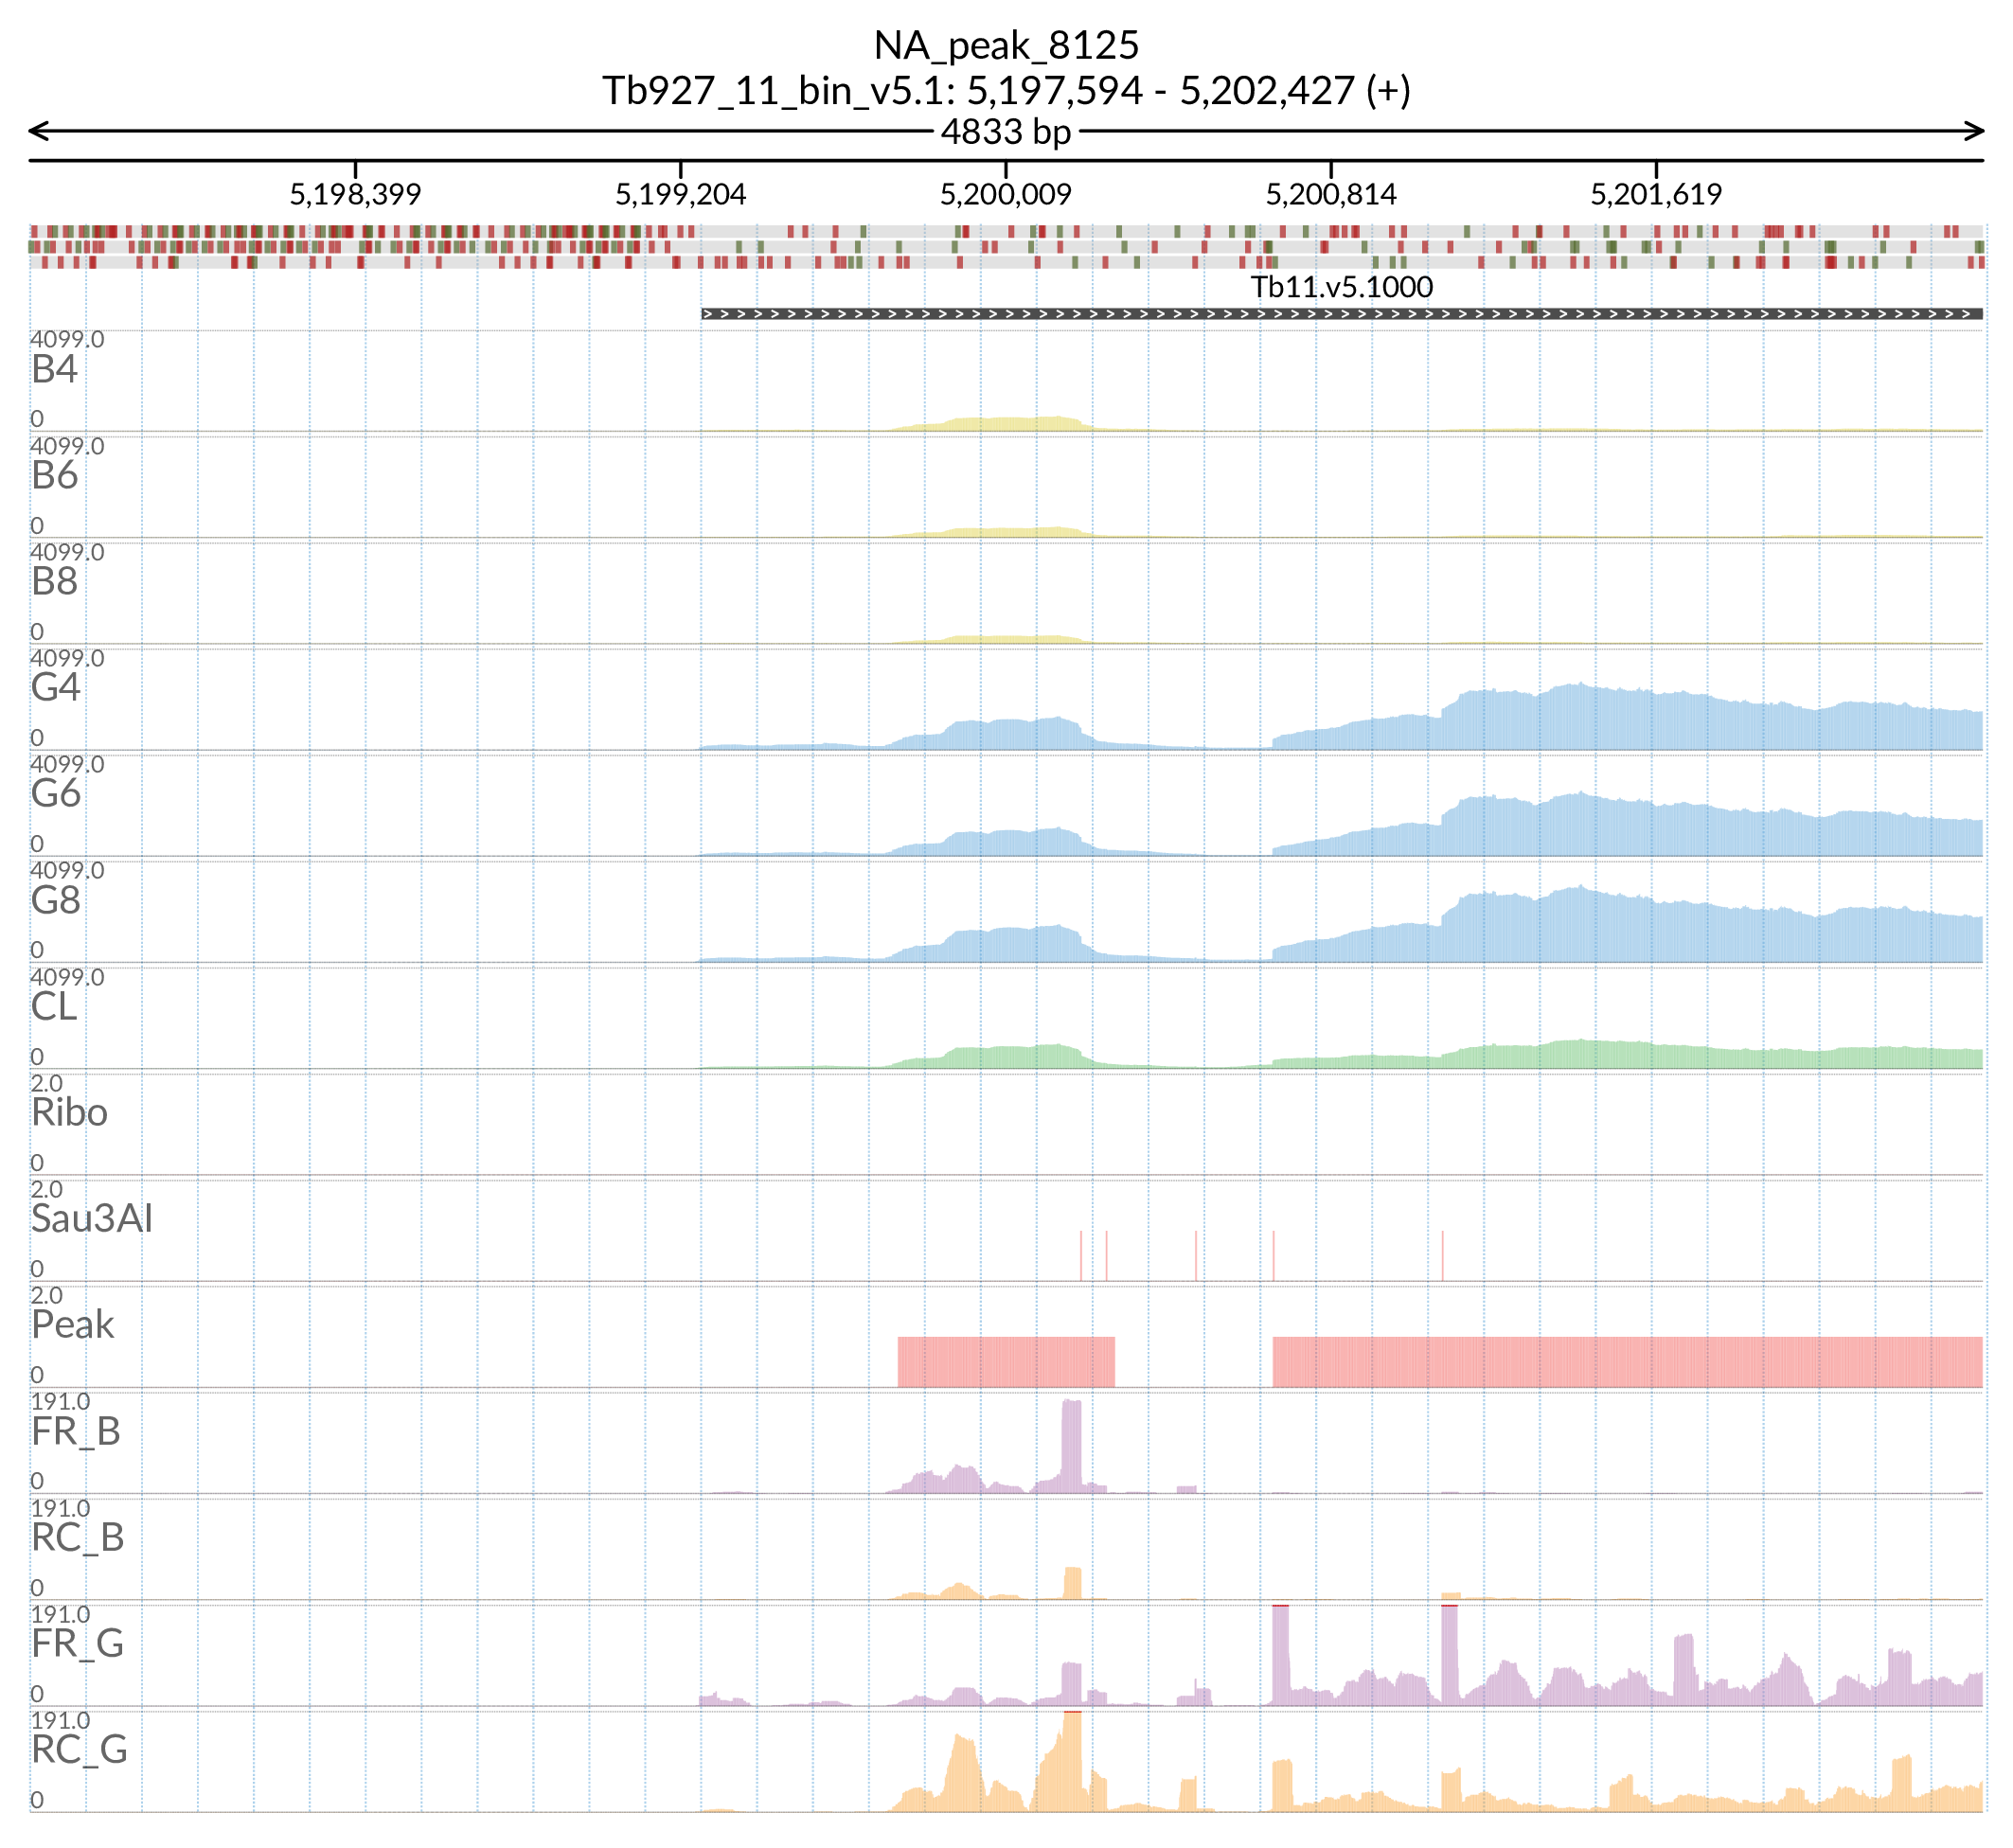 NA_peak_8125
Tb927_11_bin_v5.1: 5,197,594 - 5,202,427 (+)
4833 bp
5,198,399 5,199,204 5,200,009 5,200,814 5,201,619
Tb11.v5.1000
4099.0
B4
0
4099.0
B6
0
4099.0
B8
0
4099.0
G4
0
4099.0
G6
0
4099.0
G8
0
4099.0
CL
0
2.0
Ribo
0
2.0
Sau3AI
0
2.0
Peak
0
191.0
FR_B
0
191.0
RC_B
0
191.0
FR_G
0
191.0
RC_G
0